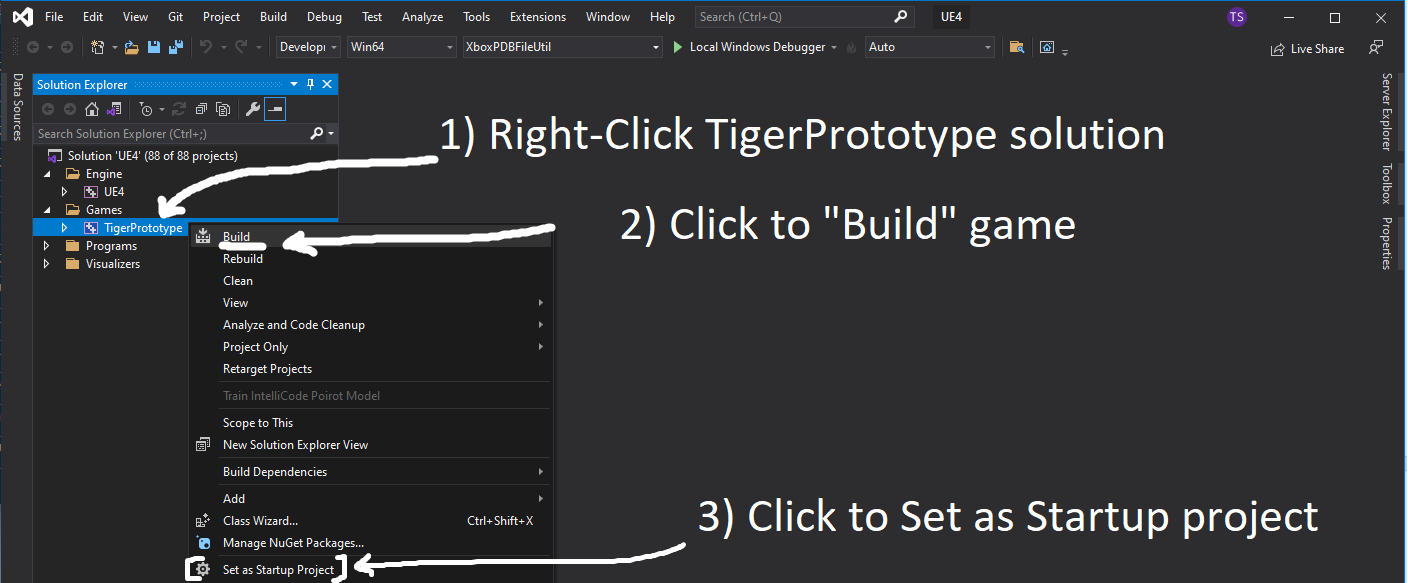 File Edit View Git Project Build Debug Test Analyze Tools Extensions Window Help Search (Ctrl+Q) UE4 TS
Develop Win64 XboxPDBFileUtil Local Windows Debugger Auto Live Share
Data Sources
Solution Explorer
Search Solution Explorer (Ctrl+;)
Solution 'UE4' (88 of 88 projects)
Engine
UE4
Games
TigerPrototype
Programs
Visualizers
1) Right-Click TigerPrototype solution
2) Click to "Build" game
Build
Rebuild
Clean
View
Analyze and Code Cleanup
Project Only
Retarget Projects
Train IntelliCode Poirot Model
Scope to This
New Solution Explorer View
Build Dependencies
Add
Class Wizard... Ctrl+Shift+X
Manage NuGet Packages...
Set as Startup Project
3) Click to Set as Startup project
Server Explorer
Toolbox
Properties